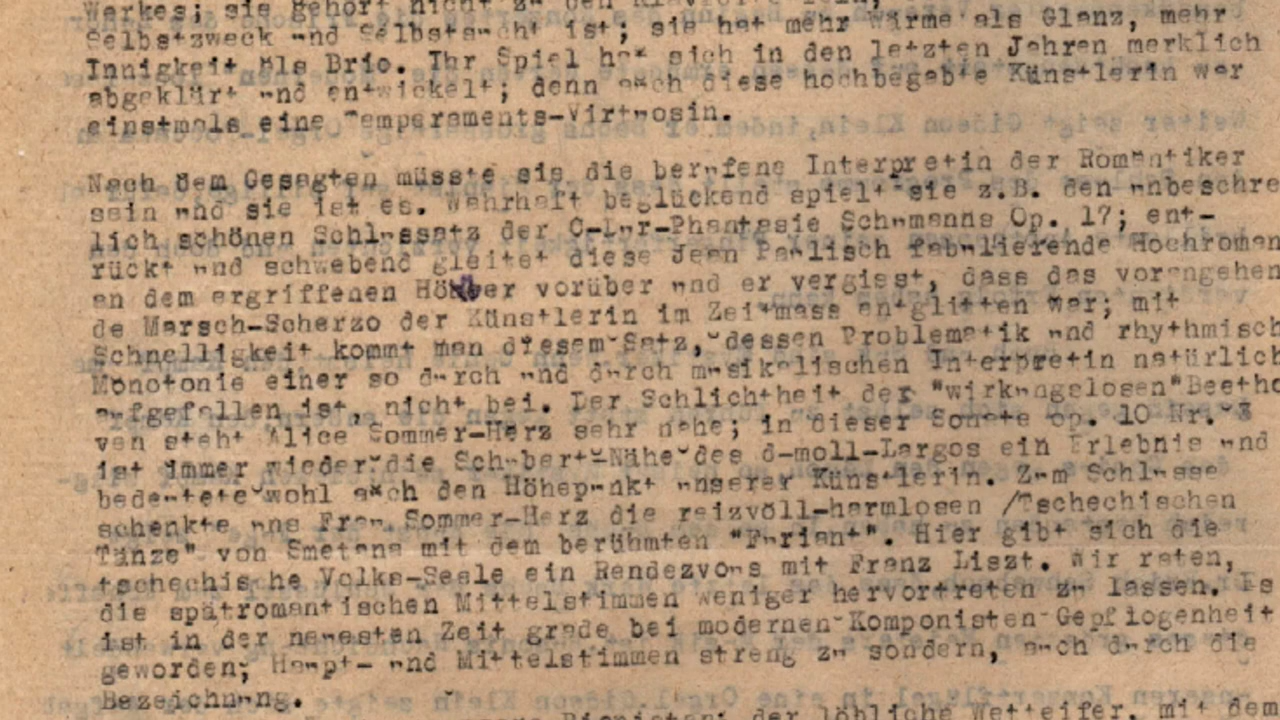 Werkes; sie gehört nicht zu den
Selbstzweck und Selbstsucht ist; sie hat mehr Wärme als Glanz, mehr
Innigkeit als Brio. Ihr Spiel hat sich in den letzten Jahren merklich
abgeklärt und entwickelt; denn auch diese hochbegabte Künstlerin war
einstmals eine Temperaments-Virtuosin.
Nach dem Gesagten müsste sie die berufene Interpretin der Romantiker
sein und sie ist es. Wahrhaft beglückend spielt sie z.B. den unbeschre
lich schönen Schlussatz der C-Dur-Phantasie Schumanns Op. 17; ent-
rückt und schwebend gleitet diese Jean Paulisch fabulierende Hochroman
an dem ergriffenen Hörer vorüber und er vergisst, dass das vorangehen
de Marsch-Scherzo der Künstlerin im Zeitmass entglitten war; mit
Schnelligkeit kommt man diesem Satz, dessen Problematik und rhythmisch
Monotonie einer so durch und durch musikalischen Interpretin natürlich
aufgefallen ist, nicht bei. Der Schlichtheit der "wirkungslosen"Beetho
ven steht Alice Sommer-Herz sehr nahe; in dieser Sonate op. 10 Nr. 3
ist immer wieder die Schubert-Nähe des d-moll-Largos ein Erlebnis und
bedeutete wohl auch den Höhepunkt unserer Künstlerin. Zum Schlusse
schenkte uns Frau Sommer-Herz die reizvoll-harmlosen /Tschechischen
Tänze" von Smetana mit dem berühmten "Furiant". Hier gibt sich die
tschechische Volks-Seele ein Rendezvous mit Franz Liszt. Wir raten,
die spätromantischen Mittelstimmen weniger hervortreten zu lassen. Es
ist in der neuesten Zeit grade bei modernen Komponisten Gepflogenheit
geworden; Haupt- und Mittelstimmen streng zu sondern, auch durch die
Bezeichnung.
Pianisten: der löbliche Wetteifer, mit dem